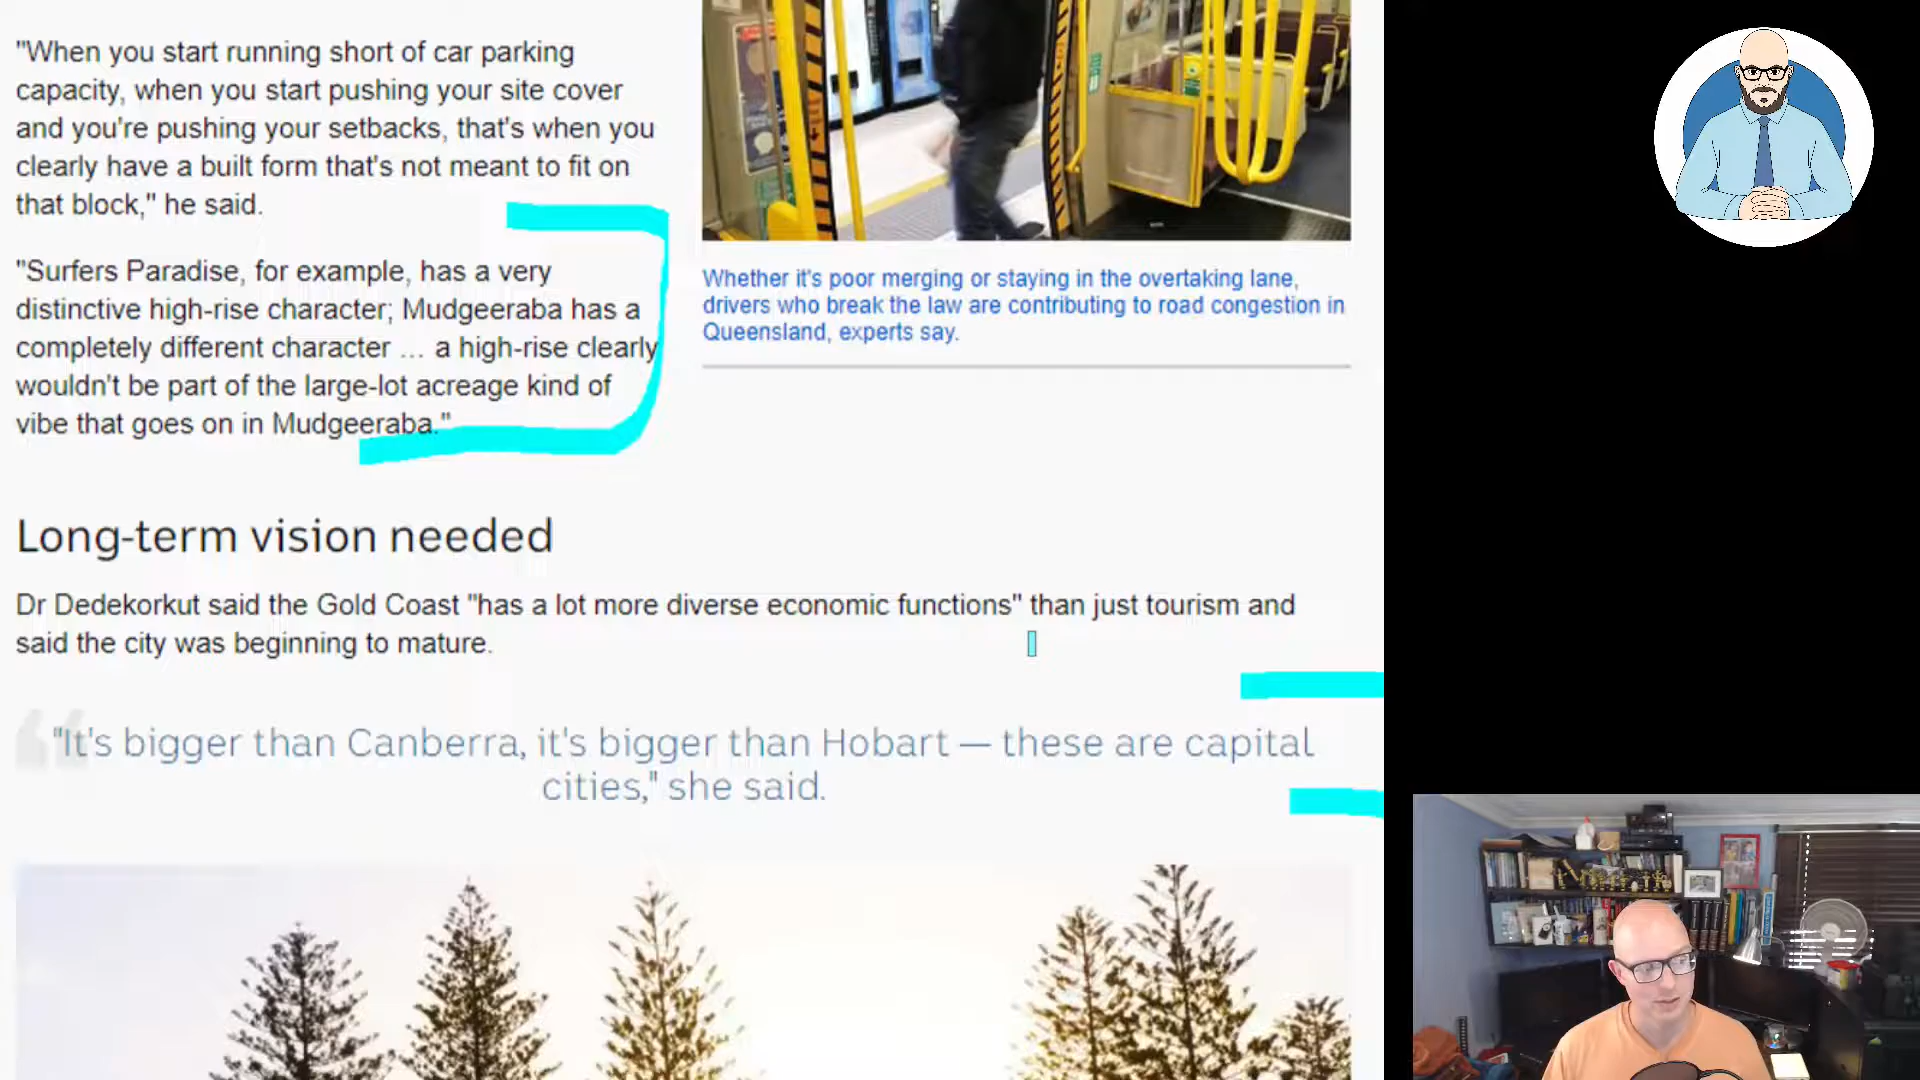 "When you start running short of car parking
capacity, when you start pushing your site cover
and you're pushing your setbacks, that's when you
clearly have a built form that's not meant to fit on
that block," he said.
"Surfers Paradise, for example, has a very
distinctive high-rise character; Mudgeeraba has a
completely different character ... a high-rise clearly
wouldn't be part of the large-lot acreage kind of
vibe that goes on in Mudgeeraba."
Whether it's poor merging or staying in the overtaking lane,
drivers who break the law are contributing to road congestion in
Queensland, experts say.
Long-term vision needed
Dr Dedekorkut said the Gold Coast "has a lot more diverse economic functions" than just tourism and
said the city was beginning to mature.
"It's bigger than Canberra, it's bigger than Hobart — these are capital
cities," she said.